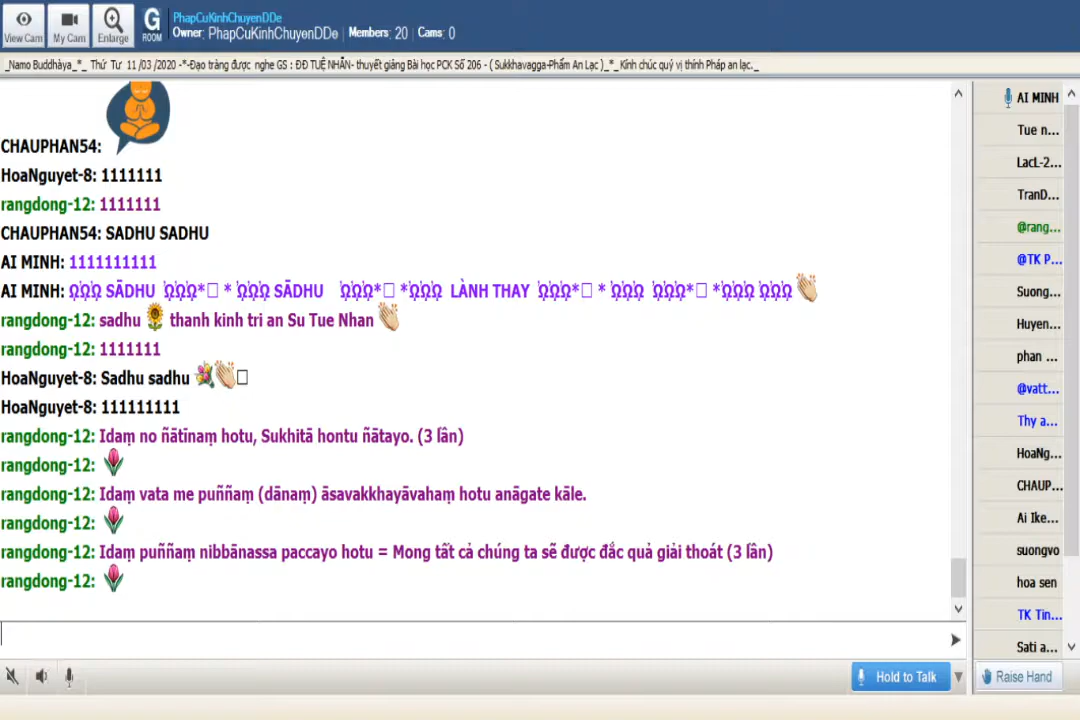 View Cam
My Cam
Enlarge
G
ROOM
PhapCuKinhChuyenDDe
Owner: PhapCuKinhChuyenDDe | Members: 20 | Cams: 0
_Namo Buddhàya_*_ Thứ Tư 11 /03 /2020 -*-Đạo tràng được nghe GS : ĐĐ TUỆ NHẪN- thuyết giảng Bài học PCK Số 206 - ( Sukkhavagga-Phẩm An Lạc )_*_Kính chúc quý vị thính Pháp an lạc._
CHAUPHAN54:
HoaNguyet-8: 1111111
rangdong-12: 1111111
CHAUPHAN54: SADHU SADHU
AI MINH: 1111111111
AI MINH: SĀDHU * * SĀDHU * * LÀNH THAY * * * *
rangdong-12: sadhu thanh kinh tri an Su Tue Nhan
rangdong-12: 1111111
HoaNguyet-8: Sadhu sadhu
HoaNguyet-8: 111111111
rangdong-12: Idaṃ no ñātīnaṃ hotu, Sukhitā hontu ñātayo. (3 lần)
rangdong-12:
rangdong-12: Idaṃ vata me puññaṃ (dānaṃ) āsavakkhayāvahaṃ hotu anāgate kāle.
rangdong-12:
rangdong-12: Idaṃ puññaṃ nibbānassa paccayo hotu = Mong tất cả chúng ta sẽ được đắc quả giải thoát (3 lần)
rangdong-12:
AI MINH
Tue n...
LacL-2...
TranD...
@rang...
@TK P...
Suong...
Huyen...
phan ...
@vatt...
Thy a...
HoaNg...
CHAUP...
Ai Ike...
suongvo
hoa sen
TK Tin...
Sati a...
Hold to Talk
Raise Hand